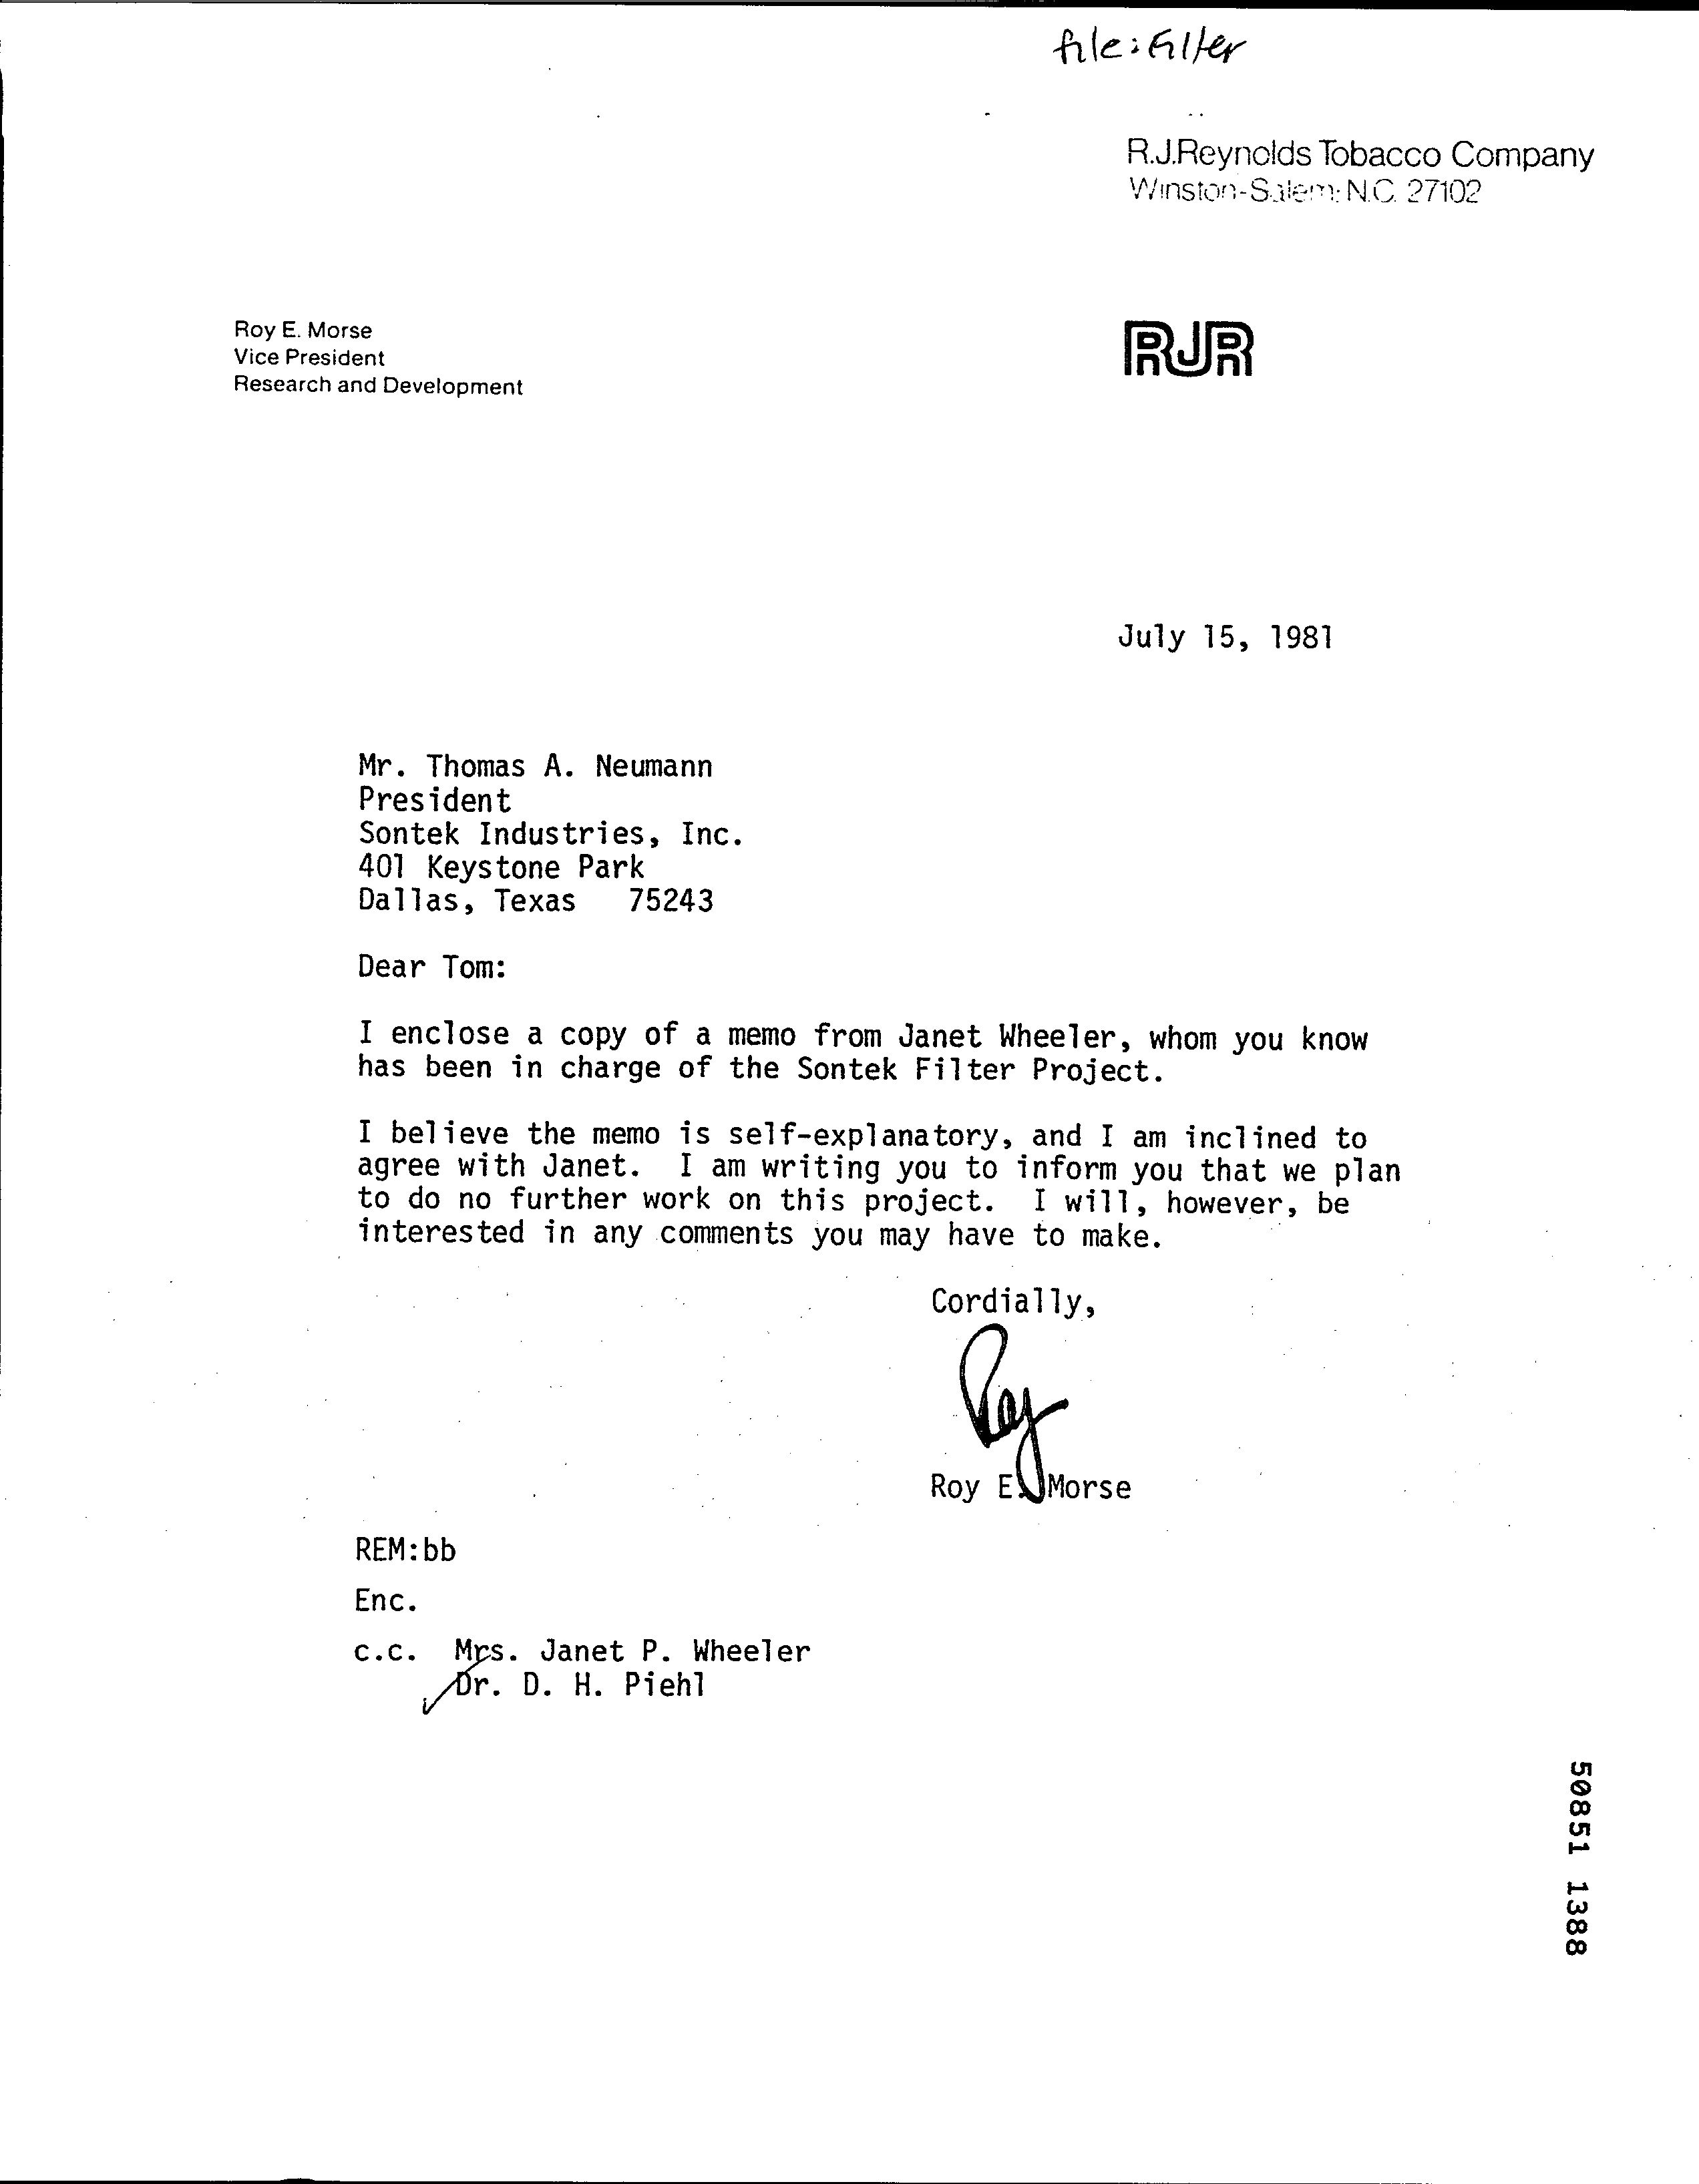 file: Filter
R.J.Reynolds Tobacco Company
Winston-Salem, N.C. 27102
Roy E. Morse
Vice President
Research and Development
RJR
July 15, 1981
Mr. Thomas A. Neumann
President
Sontek Industries, Inc.
401 Keystone Park
Dallas, Texas 75243
Dear Tom:
I enclose a copy of a memo from Janet Wheeler, whom you know
has been in charge of the Sontek Filter Project.
I believe the memo is self-explanatory, and I am inclined to
agree with Janet. I am writing you to inform you that we plan
to do no further work on this project. I will, however, be
interested in any comments you may have to make.
Cordially,
Ray
Roy E. Morse
REM:bb
Enc.
c.c. Mrs. Janet P. Wheeler
Dr. D. H. Piehl
50851 1388